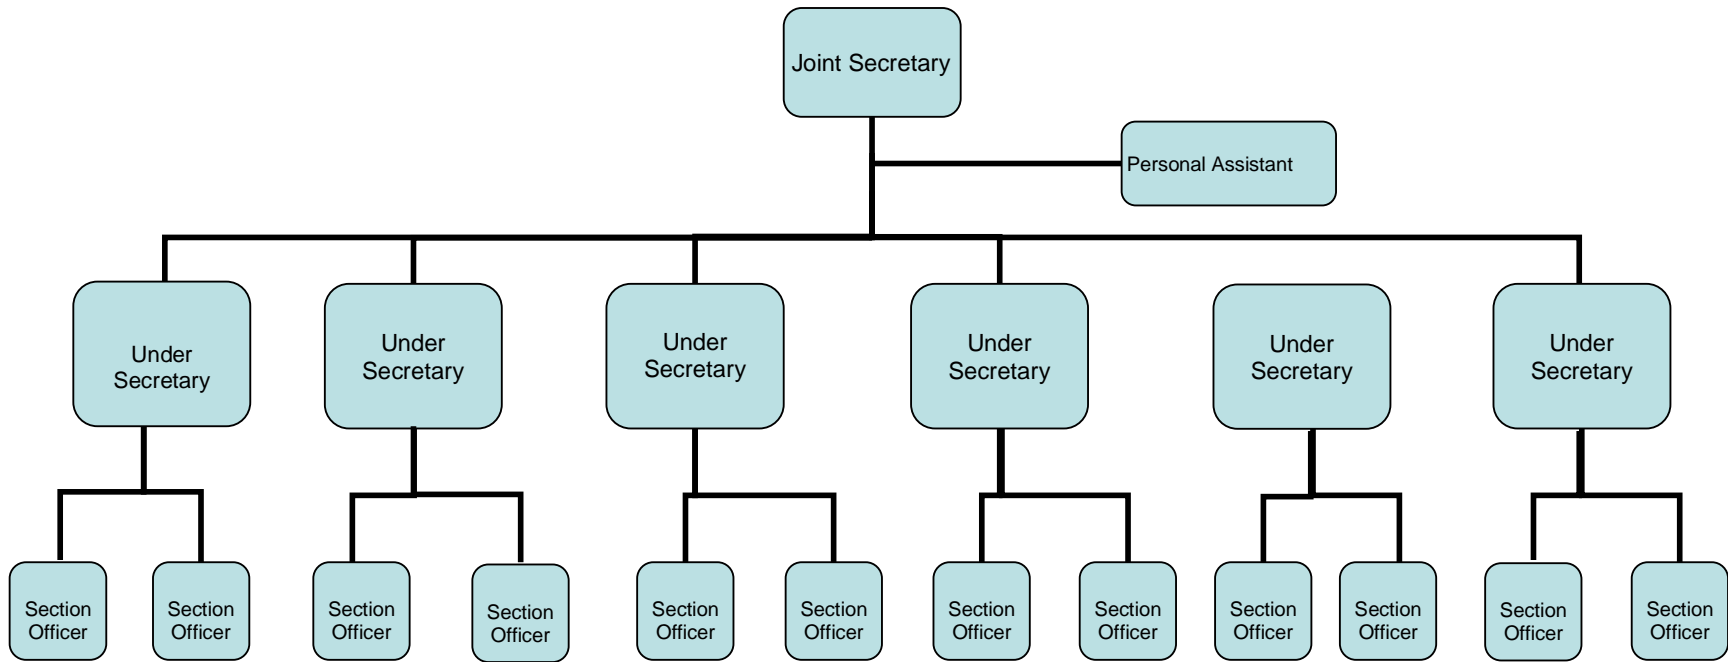 Joint Secretary
Personal Assistant
Under
Secretary
Under
Secretary
Under
Secretary
Under
Secretary
Under
Secretary
Under
Secretary
Section
Officer
Section
Officer
Section
Officer
Section
Officer
Section
Officer
Section
Officer
Section
Officer
Section
Officer
Section
Officer
Section
Officer
Section
Officer
Section
Officer